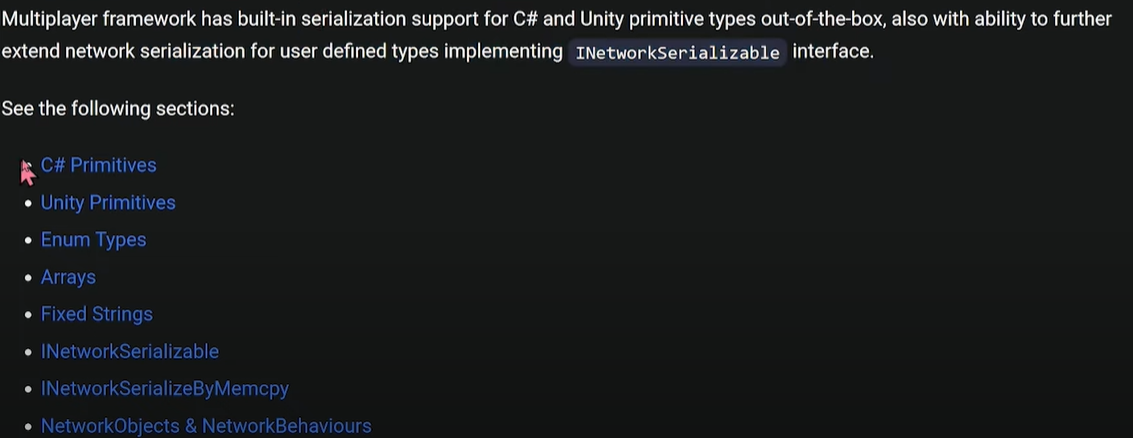 Multiplayer framework has built-in serialization support for C# and Unity primitive types out-of-the-box, also with ability to further
extend network serialization for user defined types implementing INetworkSerializable interface.
See the following sections:
C# Primitives
Unity Primitives
Enum Types
Arrays
Fixed Strings
INetworkSerializable
INetworkSerializeByMemcpy
NetworkObjects & NetworkBehaviours